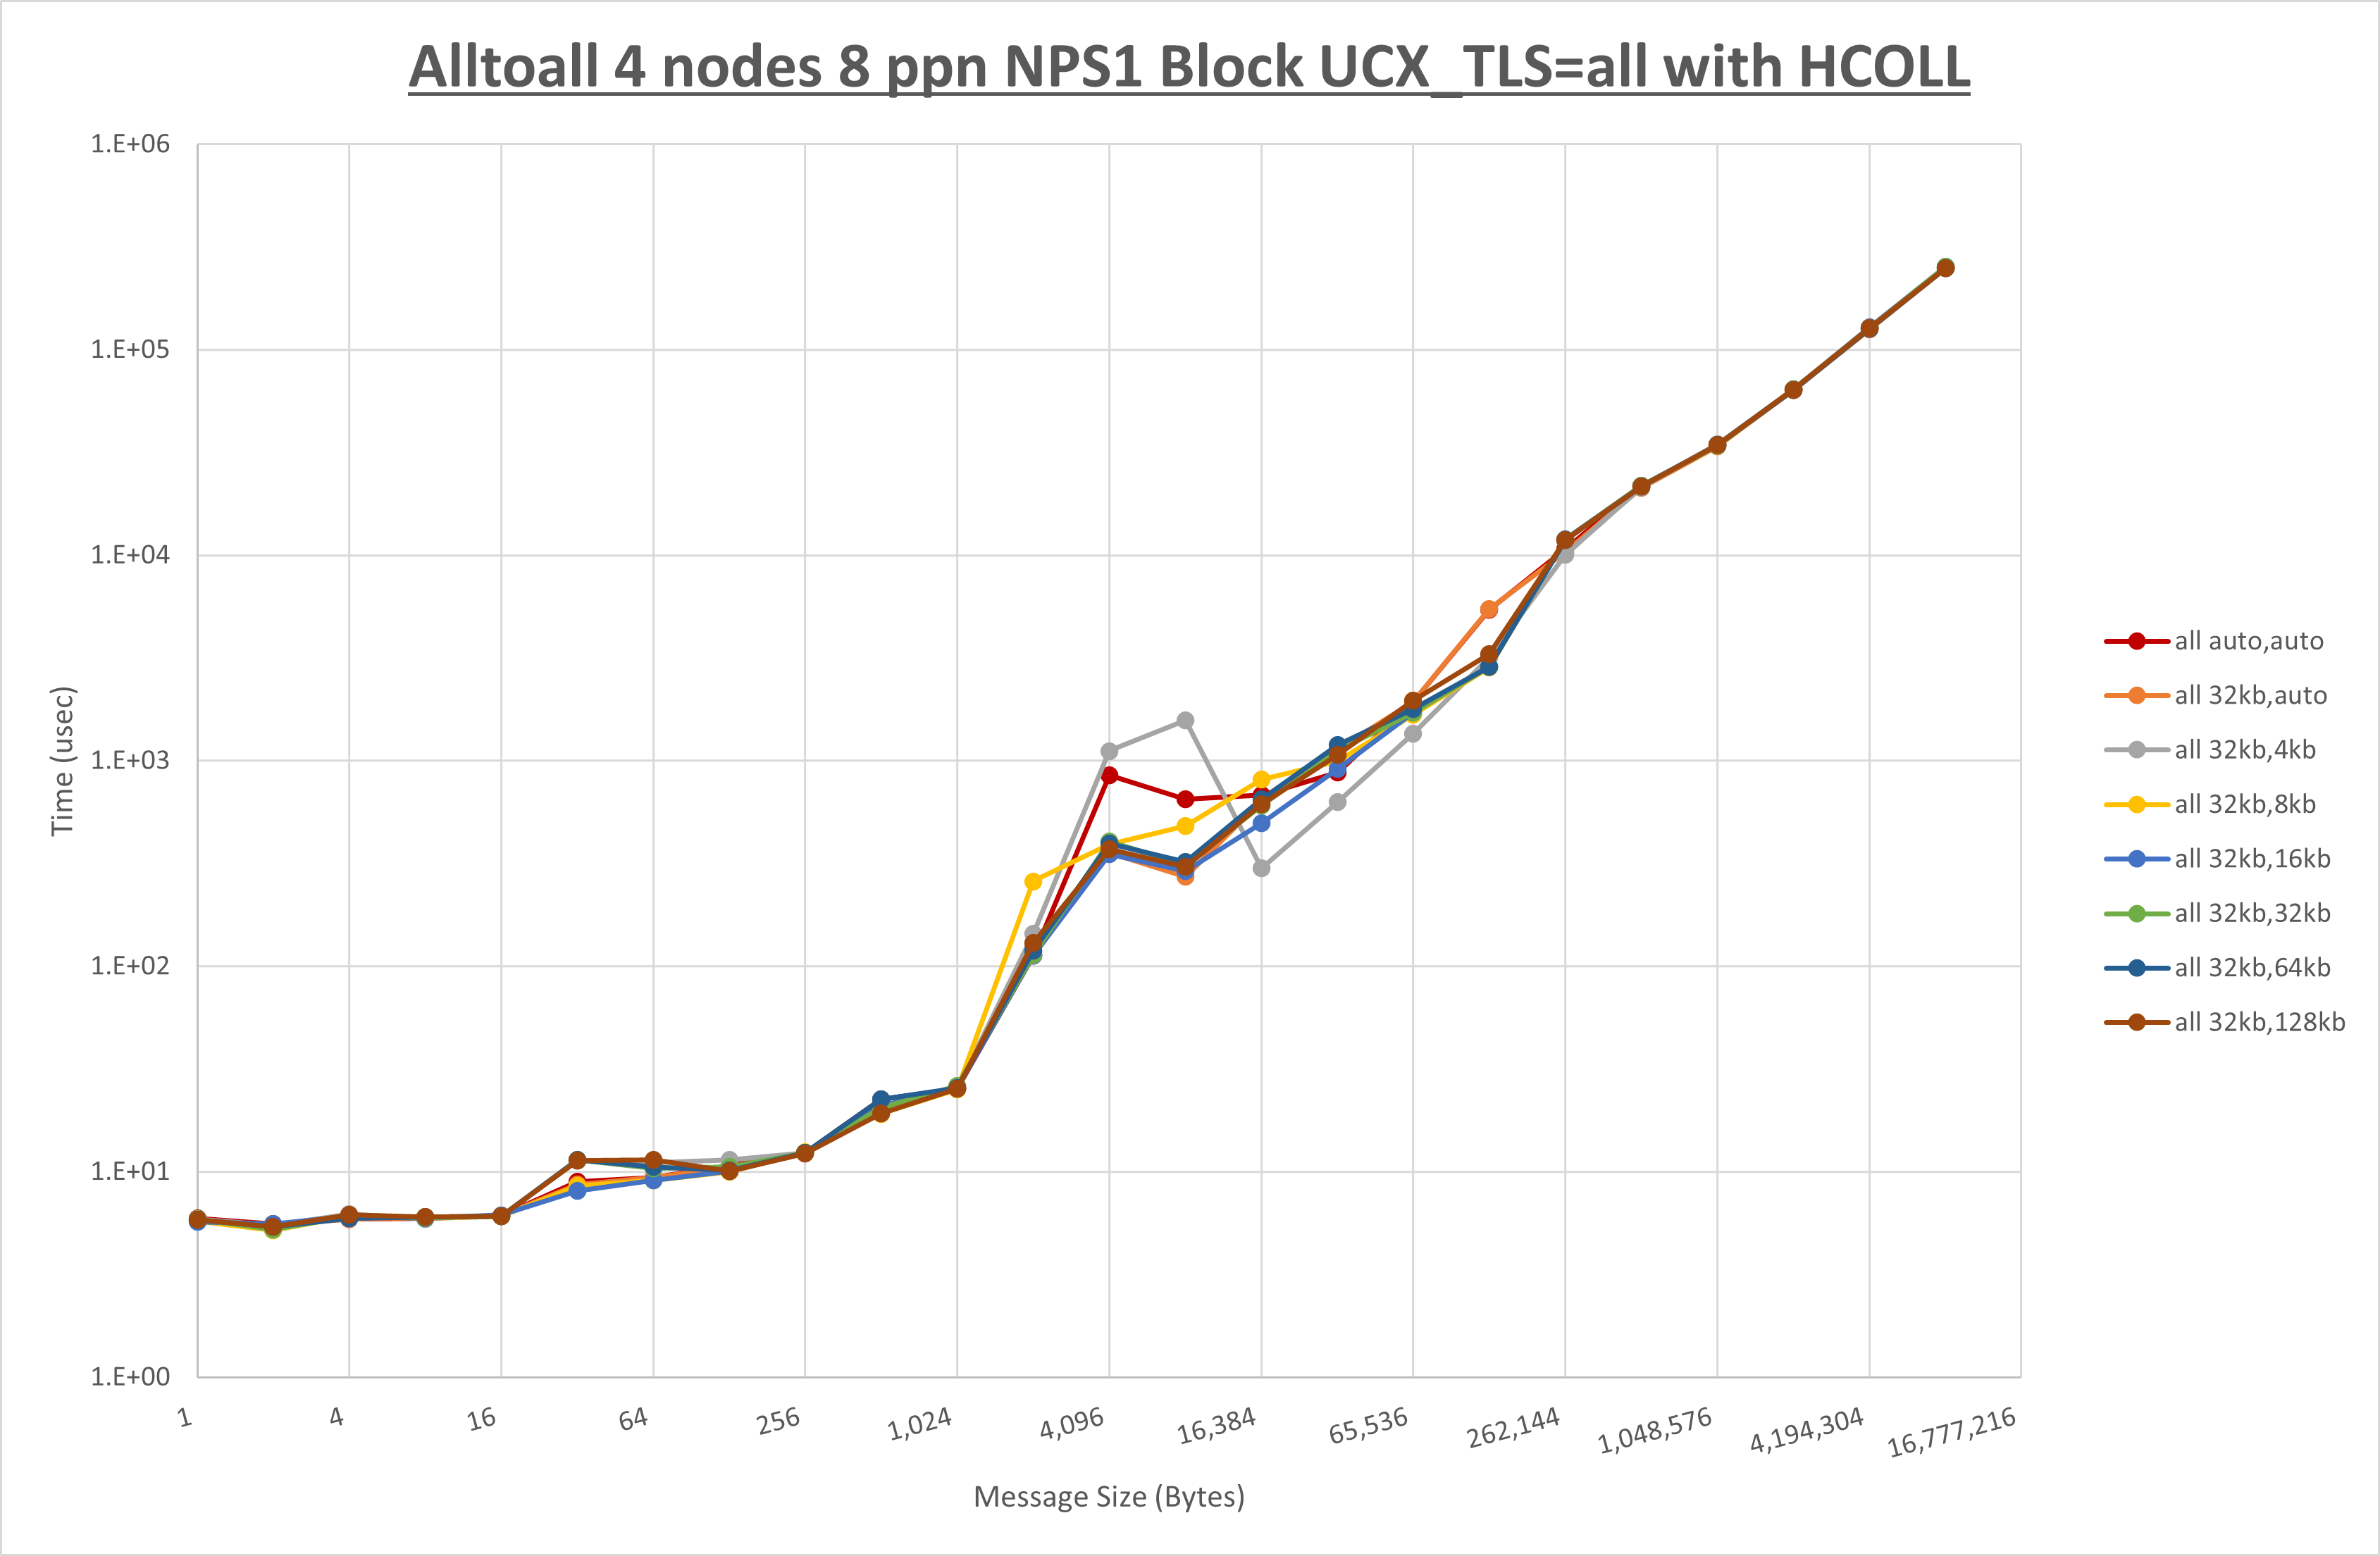 Alltoall 4 nodes 8 ppn NPS1 Block UCX_TLS=all with HCOLL
1.E+06
1.E+05
1.E+04
1.E+03
1.E+02
1.E+01
1.E+00
Time (usec)
1 4 16 64 256 1,024 4,096 16,384 65,536 262,144 1,048,576 4,194,304 16,777,216
Message Size (Bytes)
all auto,auto
all 32kb,auto
all 32kb,4kb
all 32kb,8kb
all 32kb,16kb
all 32kb,32kb
all 32kb,64kb
all 32kb,128kb